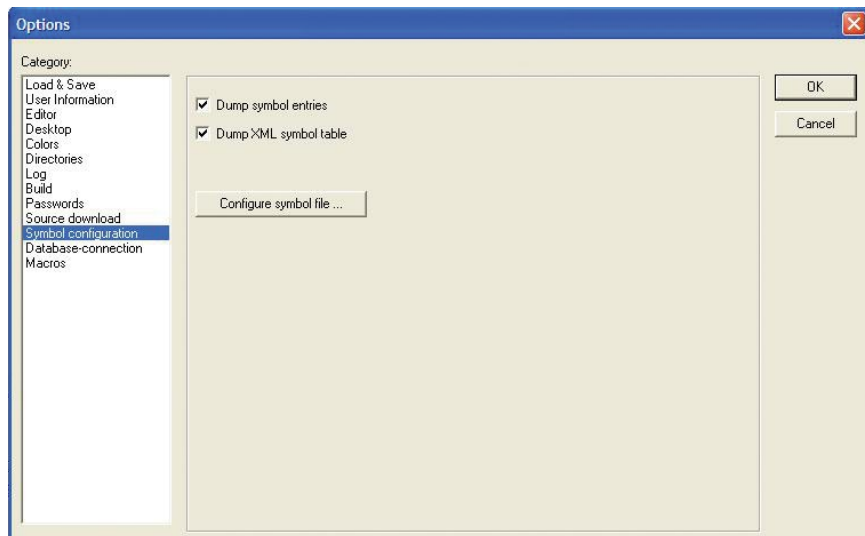 Options
Category:
Load & Save
User Information
Editor
Desktop
Colors
Directories
Log
Build
Passwords
Source download
Symbol configuration
Database-connection
Macros
Dump symbol entries
Dump XML symbol table
Configure symbol file ...
OK
Cancel